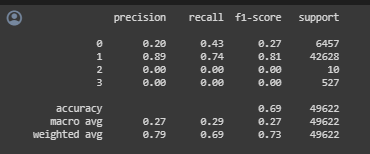 precision recall f1-score support
0 0.20 0.43 0.27 6457
1 0.89 0.74 0.81 42628
2 0.00 0.00 0.00 10
3 0.00 0.00 0.00 527
accuracy 0.69 49622
macro avg 0.27 0.29 0.27 49622
weighted avg 0.79 0.69 0.73 49622